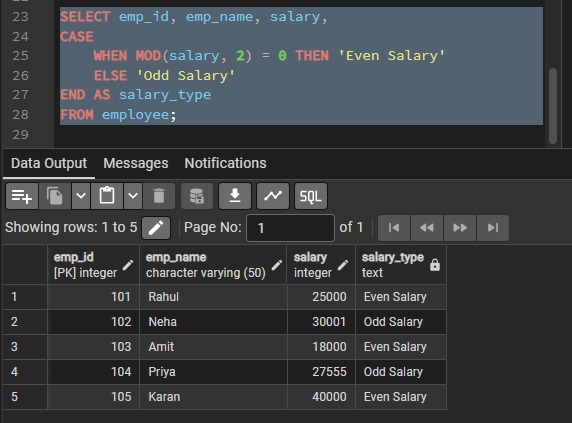 23 SELECT emp_id, emp_name, salary,
24 CASE
25 WHEN MOD(salary, 2) = 0 THEN 'Even Salary'
26 ELSE 'Odd Salary'
27 END AS salary_type
28 FROM employee;
29
Data Output Messages Notifications
SQL
Showing rows: 1 to 5 Page No: 1 of 1
emp_id emp_name salary salary_type
[PK] integer character varying (50) integer text
1 101 Rahul 25000 Even Salary
2 102 Neha 30001 Odd Salary
3 103 Amit 18000 Even Salary
4 104 Priya 27555 Odd Salary
5 105 Karan 40000 Even Salary